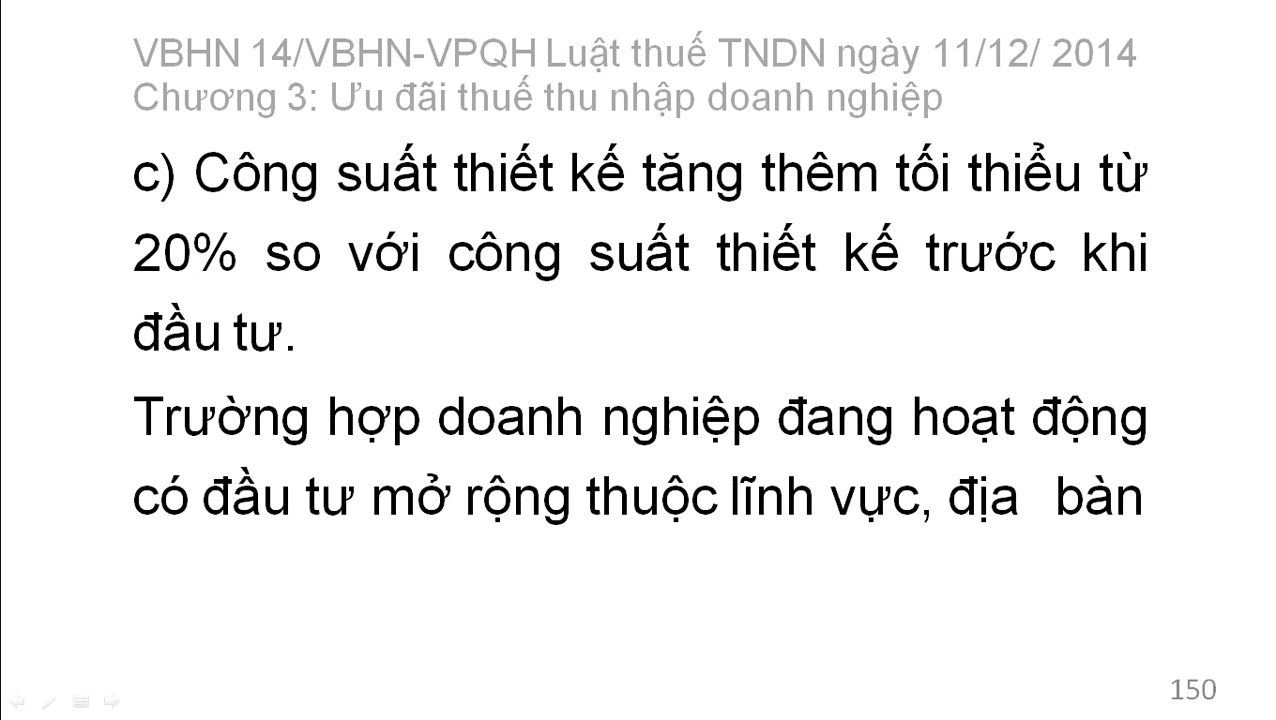 VBHN 14/VBHN-VPQH Luật thuế TNDN ngày 11/12/ 2014
Chương 3: Ưu đãi thuế thu nhập doanh nghiệp
c) Công suất thiết kế tăng thêm tối thiểu từ
20% so với công suất thiết kế trước khi
đầu tư.
Trường hợp doanh nghiệp đang hoạt động
có đầu tư mở rộng thuộc lĩnh vực, địa bàn
150